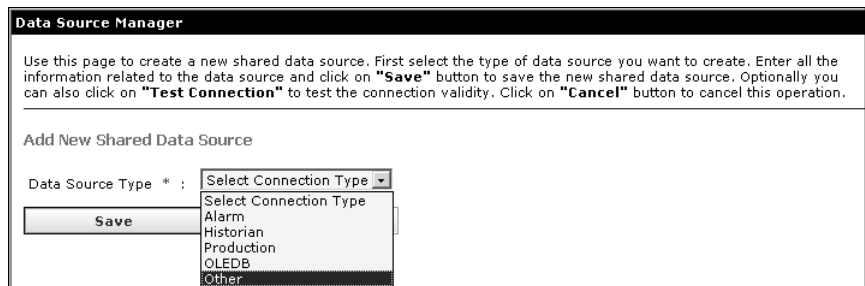 Data Source Manager
Use this page to create a new shared data source. First select the type of data source you want to create. Enter all the
information related to the data source and click on "Save" button to save the new shared data source. Optionally you
can also click on "Test Connection" to test the connection validity. Click on "Cancel" button to cancel this operation.
Add New Shared Data Source
Data Source Type * : Select Connection Type
Select Connection Type
Save Alarm
Historian
Production
OLEDB
Other